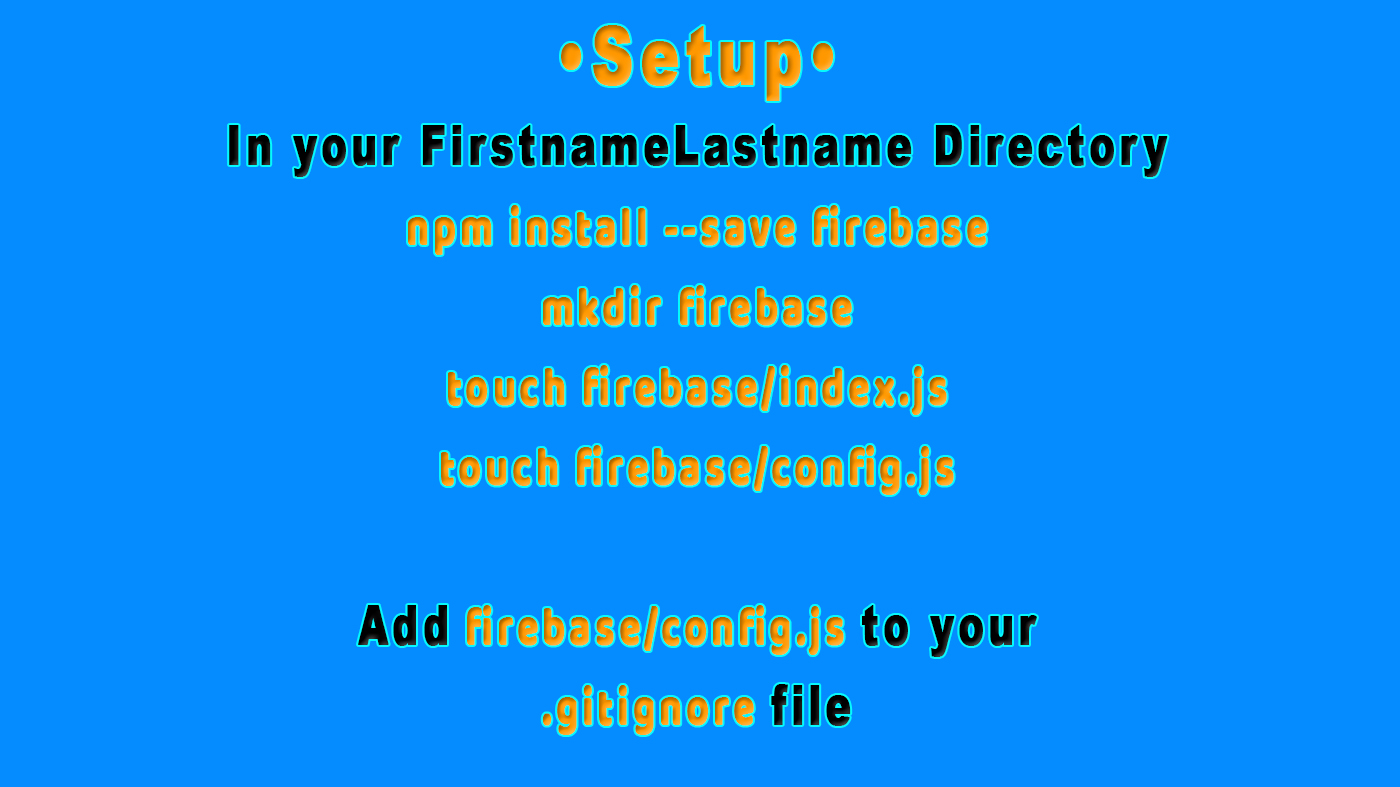 •Setup•
In your FirstnameLastname Directory
npm install --save firebase
mkdir firebase
touch firebase/index.js
touch firebase/config.js
Add firebase/config.js to your
.gitignore file